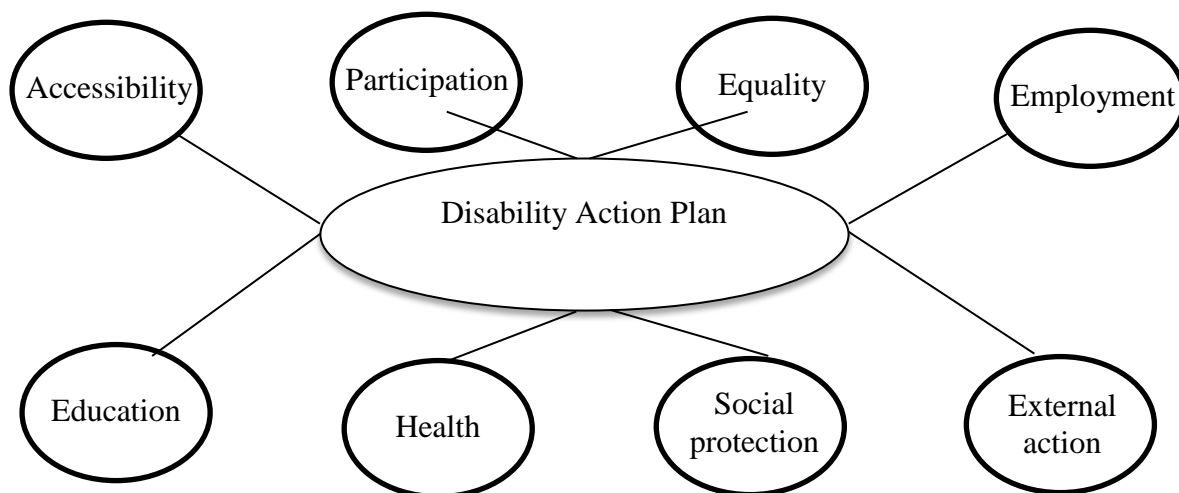 Accessibility
Participation
Equality
Employment
Disability Action Plan
Education
Health
Social
protection
External
action